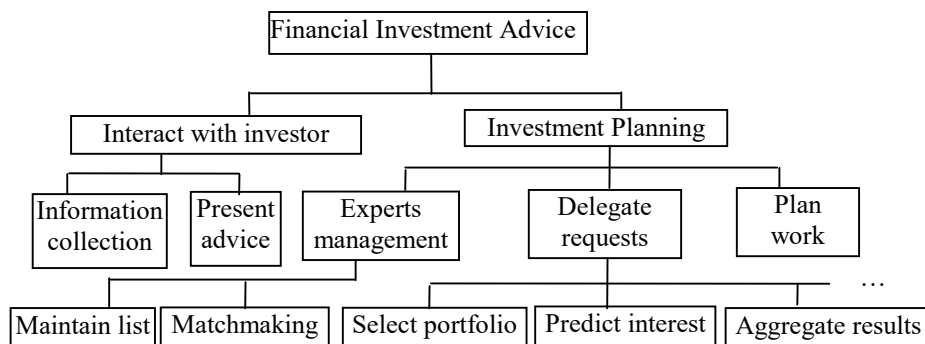 Financial Investment Advice
Interact with investor
Investment Planning
Information
collection
Present
advice
Experts
management
Delegate
requests
Plan
work
...
Maintain list
Matchmaking
Select portfolio
Predict interest
Aggregate results